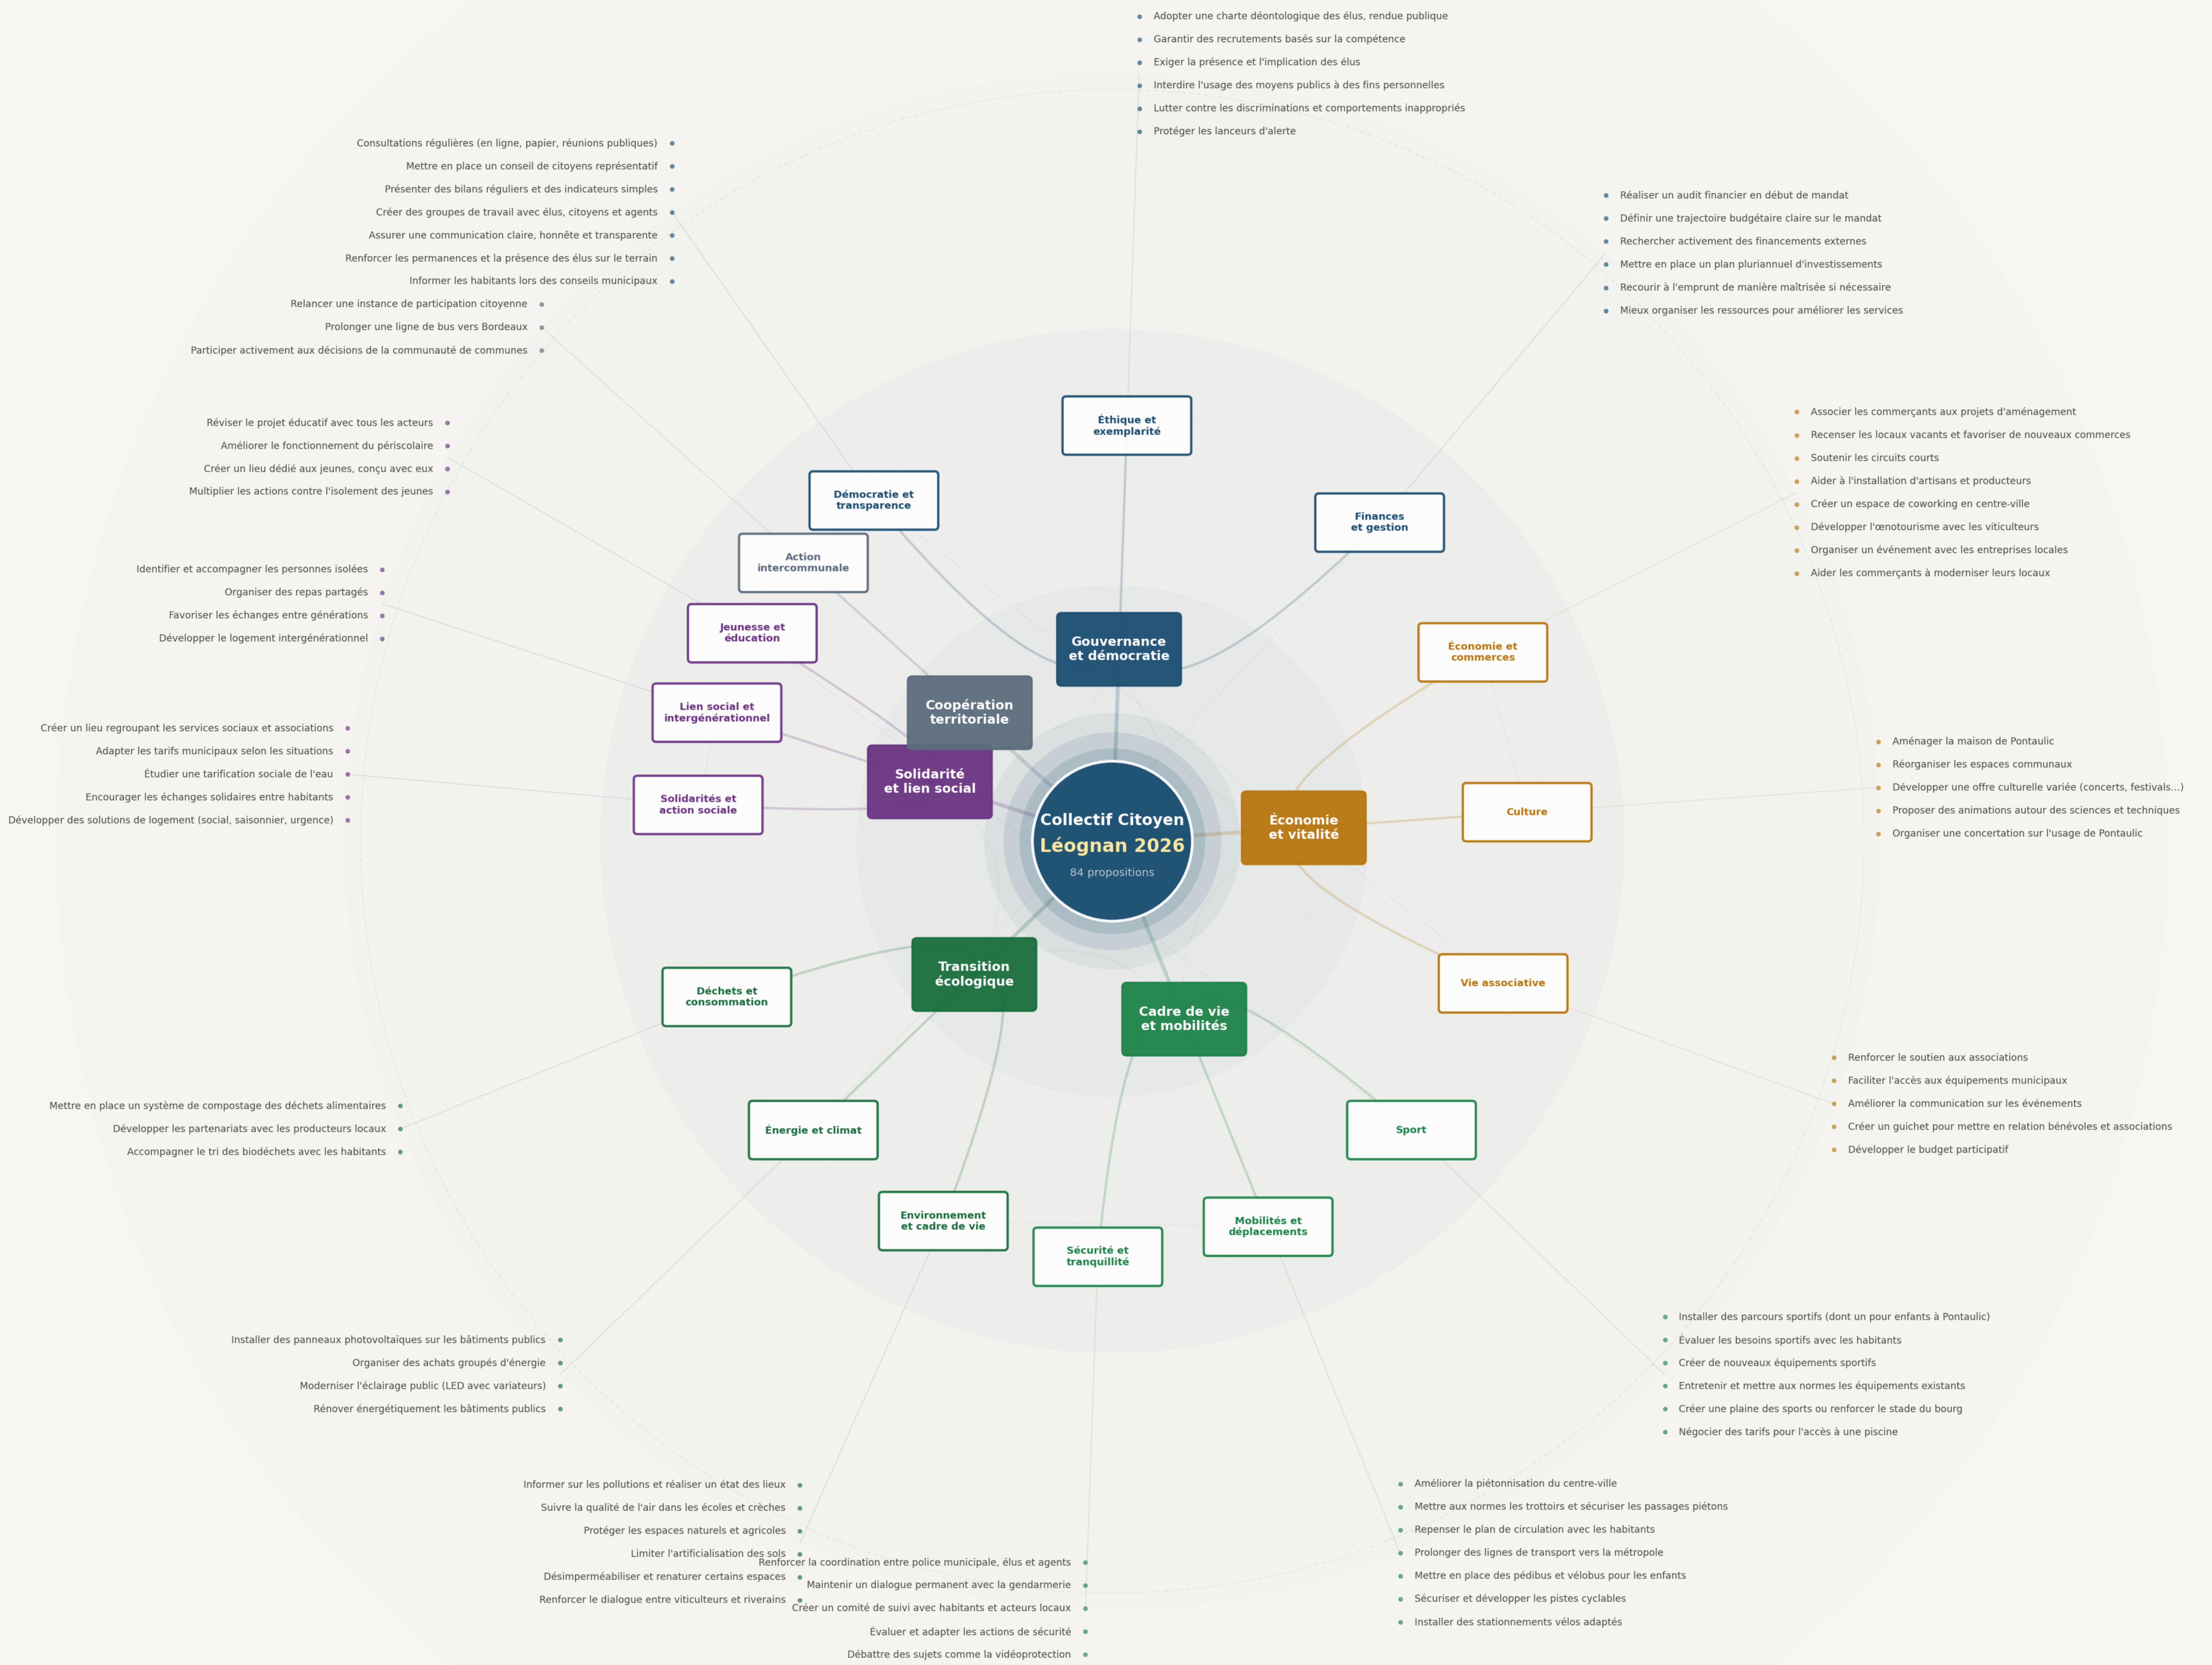 Adopter une charte déontologique des élus, rendue publique
Garantir des recrutements basés sur la compétence
Exiger la présence et l'implication des élus
Interdire l'usage des moyens publics à des fins personnelles
Lutter contre les discriminations et comportements inappropriés
Protéger les lanceurs d'alerte
Consultations régulières (en ligne, papier, réunions publiques)
Mettre en place un conseil de citoyens représentatif
Présenter des bilans réguliers et des indicateurs simples
Créer des groupes de travail avec élus, citoyens et agents
Assurer une communication claire, honnête et transparente
Renforcer les permanences et la présence des élus sur le terrain
Informer les habitants lors des conseils municipaux
Relancer une instance de participation citoyenne
Prolonger une ligne de bus vers Bordeaux
Participer activement aux décisions de la communauté de communes
Réaliser un audit financier en début de mandat
Définir une trajectoire budgétaire claire sur le mandat
Rechercher activement des financements externes
Mettre en place un plan pluriannuel d'investissements
Recourir à l'emprunt de manière maîtrisée si nécessaire
Mieux organiser les ressources pour améliorer les services
Réviser le projet éducatif avec tous les acteurs
Améliorer le fonctionnement du périscolaire
Créer un lieu dédié aux jeunes, conçu avec eux
Multiplier les actions contre l'isolement des jeunes
Associer les commerçants aux projets d'aménagement
Recenser les locaux vacants et favoriser de nouveaux commerces
Soutenir les circuits courts
Aider à l'installation d'artisans et producteurs
Créer un espace de coworking en centre-ville
Développer l'œnotourisme avec les viticulteurs
Organiser un événement avec les entreprises locales
Aider les commerçants à moderniser leurs locaux
Identifier et accompagner les personnes isolées
Organiser des repas partagés
Favoriser les échanges entre générations
Développer le logement intergénérationnel
Éthique et
exemplarité
Démocratie et
transparence
Finances
et gestion
Action
intercommunale
Jeunesse et
éducation
Gouvernance
et démocratie
Économie et
commerces
Lien social et
intergénérationnel
Coopération
territoriale
Solidarité
et lien social
Solidarités et
action sociale
Collectif Citoyen
Léognan 2026
84 propositions
Économie
et vitalité
Culture
Créer un lieu regroupant les services sociaux et associations
Adapter les tarifs municipaux selon les situations
Étudier une tarification sociale de l'eau
Encourager les échanges solidaires entre habitants
Développer des solutions de logement (social, saisonnier, urgence)
Aménager la maison de Pontaulic
Réorganiser les espaces communaux
Développer une offre culturelle variée (concerts, festivals...)
Proposer des animations autour des sciences et techniques
Organiser une concertation sur l'usage de Pontaulic
Transition
écologique
Déchets et
consommation
Cadre de vie
et mobilités
Vie associative
Mettre en place un système de compostage des déchets alimentaires
Développer les partenariats avec les producteurs locaux
Accompagner le tri des biodéchets avec les habitants
Renforcer le soutien aux associations
Faciliter l'accès aux équipements municipaux
Améliorer la communication sur les événements
Créer un guichet pour mettre en relation bénévoles et associations
Développer le budget participatif
Énergie et climat
Sport
Environnement
et cadre de vie
Sécurité et
tranquillité
Mobilités et
déplacements
Installer des panneaux photovoltaïques sur les bâtiments publics
Organiser des achats groupés d'énergie
Moderniser l'éclairage public (LED avec variateurs)
Rénover énergétiquement les bâtiments publics
Installer des parcours sportifs (dont un pour enfants à Pontaulic)
Évaluer les besoins sportifs avec les habitants
Créer de nouveaux équipements sportifs
Entretenir et mettre aux normes les équipements existants
Créer une plaine des sports ou renforcer le stade du bourg
Négocier des tarifs pour l'accès à une piscine
Informer sur les pollutions et réaliser un état des lieux
Suivre la qualité de l'air dans les écoles et crèches
Protéger les espaces naturels et agricoles
Limiter l'artificialisation des sols
Désimperméabiliser et renaturer certains espaces
Renforcer le dialogue entre viticulteurs et riverains
Renforcer la coordination entre police municipale, élus et agents
Maintenir un dialogue permanent avec la gendarmerie
Créer un comité de suivi avec habitants et acteurs locaux
Évaluer et adapter les actions de sécurité
Débattre des sujets comme la vidéoprotection
Améliorer la piétonnisation du centre-ville
Mettre aux normes les trottoirs et sécuriser les passages piétons
Repenser le plan de circulation avec les habitants
Prolonger des lignes de transport vers la métropole
Mettre en place des pédibus et vélobus pour les enfants
Sécuriser et développer les pistes cyclables
Installer des stationnements vélos adaptés